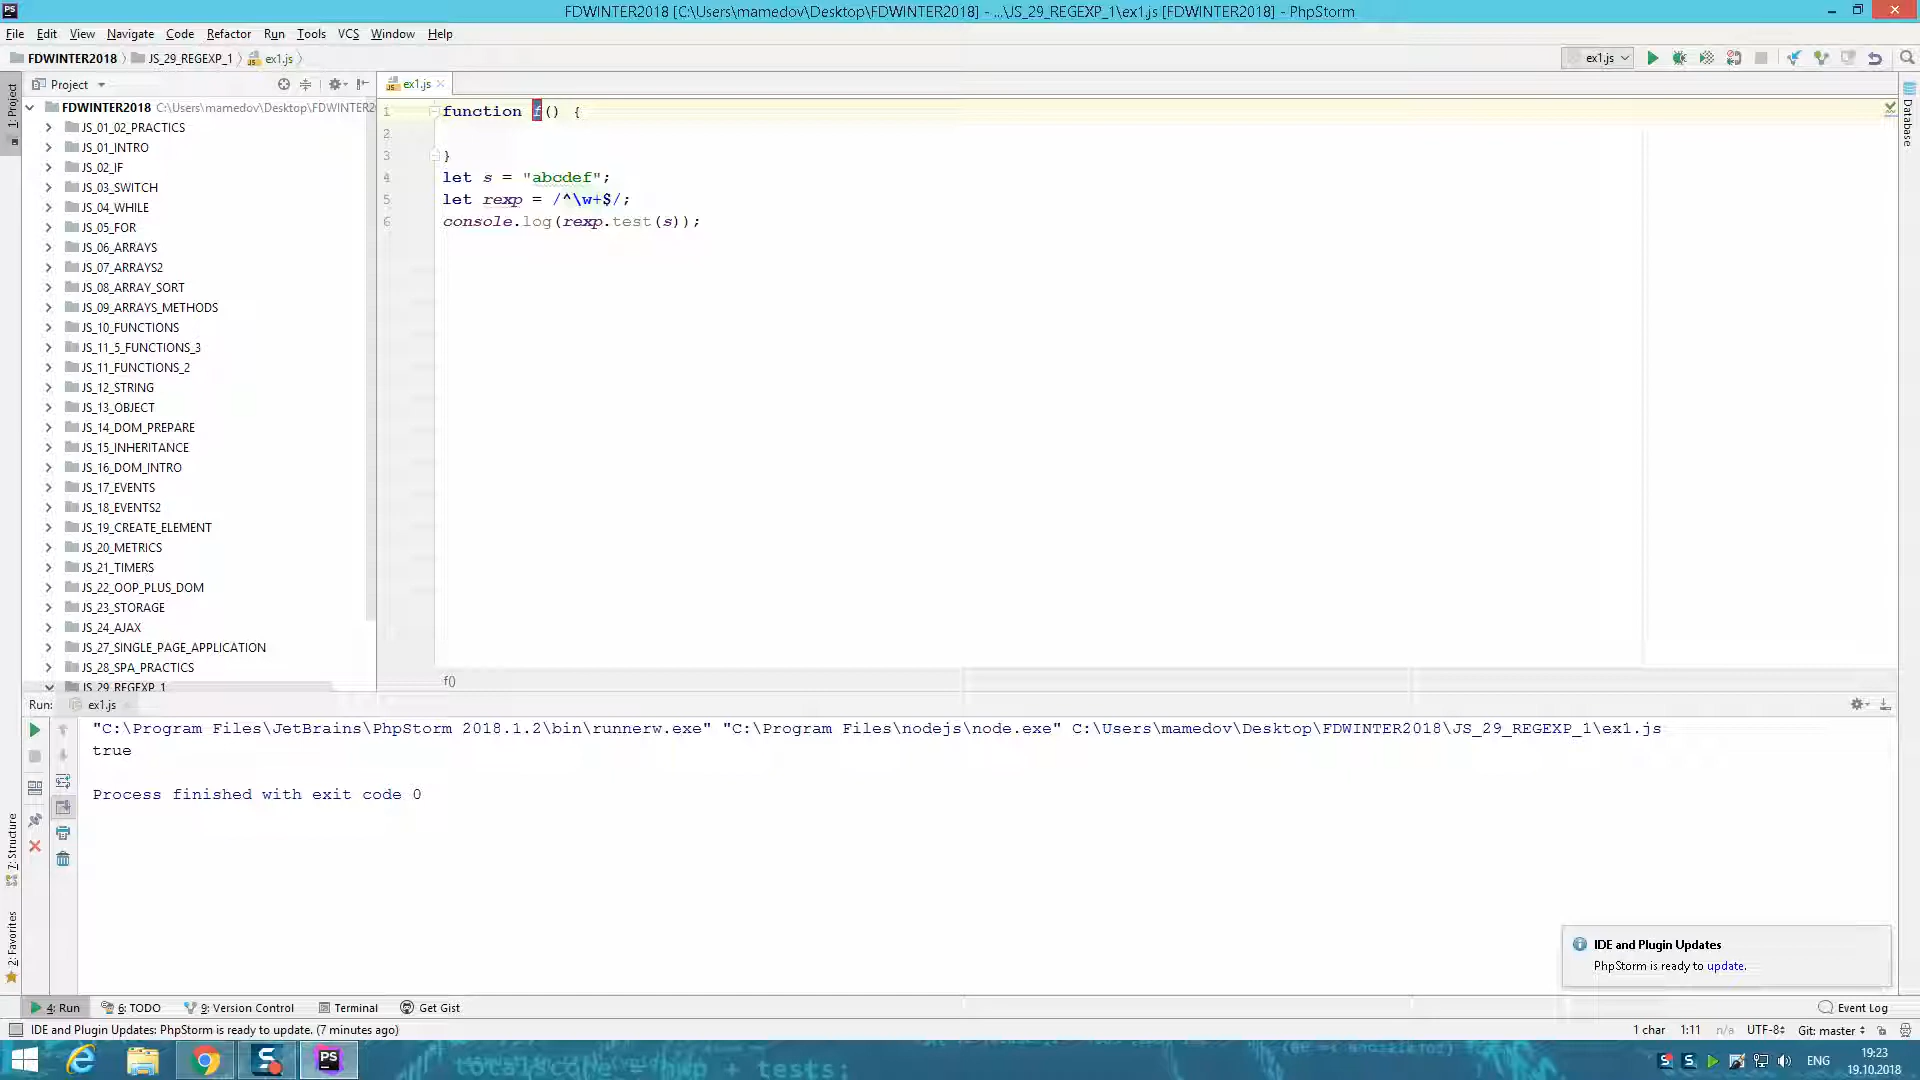 FDWINTER2018 [C:\Users\mamedov\Desktop\FDWINTER2018] - ...\JS_29_REGEXP_1\ex1.js [FDWINTER2018] - PhpStorm
File Edit View Navigate Code Refactor Run Tools VCS Window Help
FDWINTER2018 JS_29_REGEXP_1 ex1.js ex1.js
Project ex1.js
1: Project
Database
FDWINTER2018 C:\Users\mamedov\Desktop\FDWINTER2
JS_01_02_PRACTICS
JS_01_INTRO
JS_02_IF
JS_03_SWITCH
JS_04_WHILE
JS_05_FOR
JS_06_ARRAYS
JS_07_ARRAYS2
JS_08_ARRAY_SORT
JS_09_ARRAYS_METHODS
JS_10_FUNCTIONS
JS_11_5_FUNCTIONS_3
JS_11_FUNCTIONS_2
JS_12_STRING
JS_13_OBJECT
JS_14_DOM_PREPARE
JS_15_INHERITANCE
JS_16_DOM_INTRO
JS_17_EVENTS
JS_18_EVENTS2
JS_19_CREATE_ELEMENT
JS_20_METRICS
JS_21_TIMERS
JS_22_OOP_PLUS_DOM
JS_23_STORAGE
JS_24_AJAX
JS_27_SINGLE_PAGE_APPLICATION
JS_28_SPA_PRACTICS
JS_29_REGEXP_1
1 function f() {
2
3 }
4 let s = "abcdef";
5 let rexp = /^\w+$/;
6 console.log(rexp.test(s));
f()
Run: ex1.js
"C:\Program Files\JetBrains\PhpStorm 2018.1.2\bin\runnerw.exe" "C:\Program Files\nodejs\node.exe" C:\Users\mamedov\Desktop\FDWINTER2018\JS_29_REGEXP_1\ex1.js
true
Process finished with exit code 0
7: Structure
2: Favorites
IDE and Plugin Updates
PhpStorm is ready to update.
4: Run 6: TODO 9: Version Control Terminal Get Gist Event Log
IDE and Plugin Updates: PhpStorm is ready to update. (7 minutes ago) 1 char 1:11 n/a UTF-8 Git: master
PS
totalScore = hwp + tests;
ENG
19:23
19.10.2018